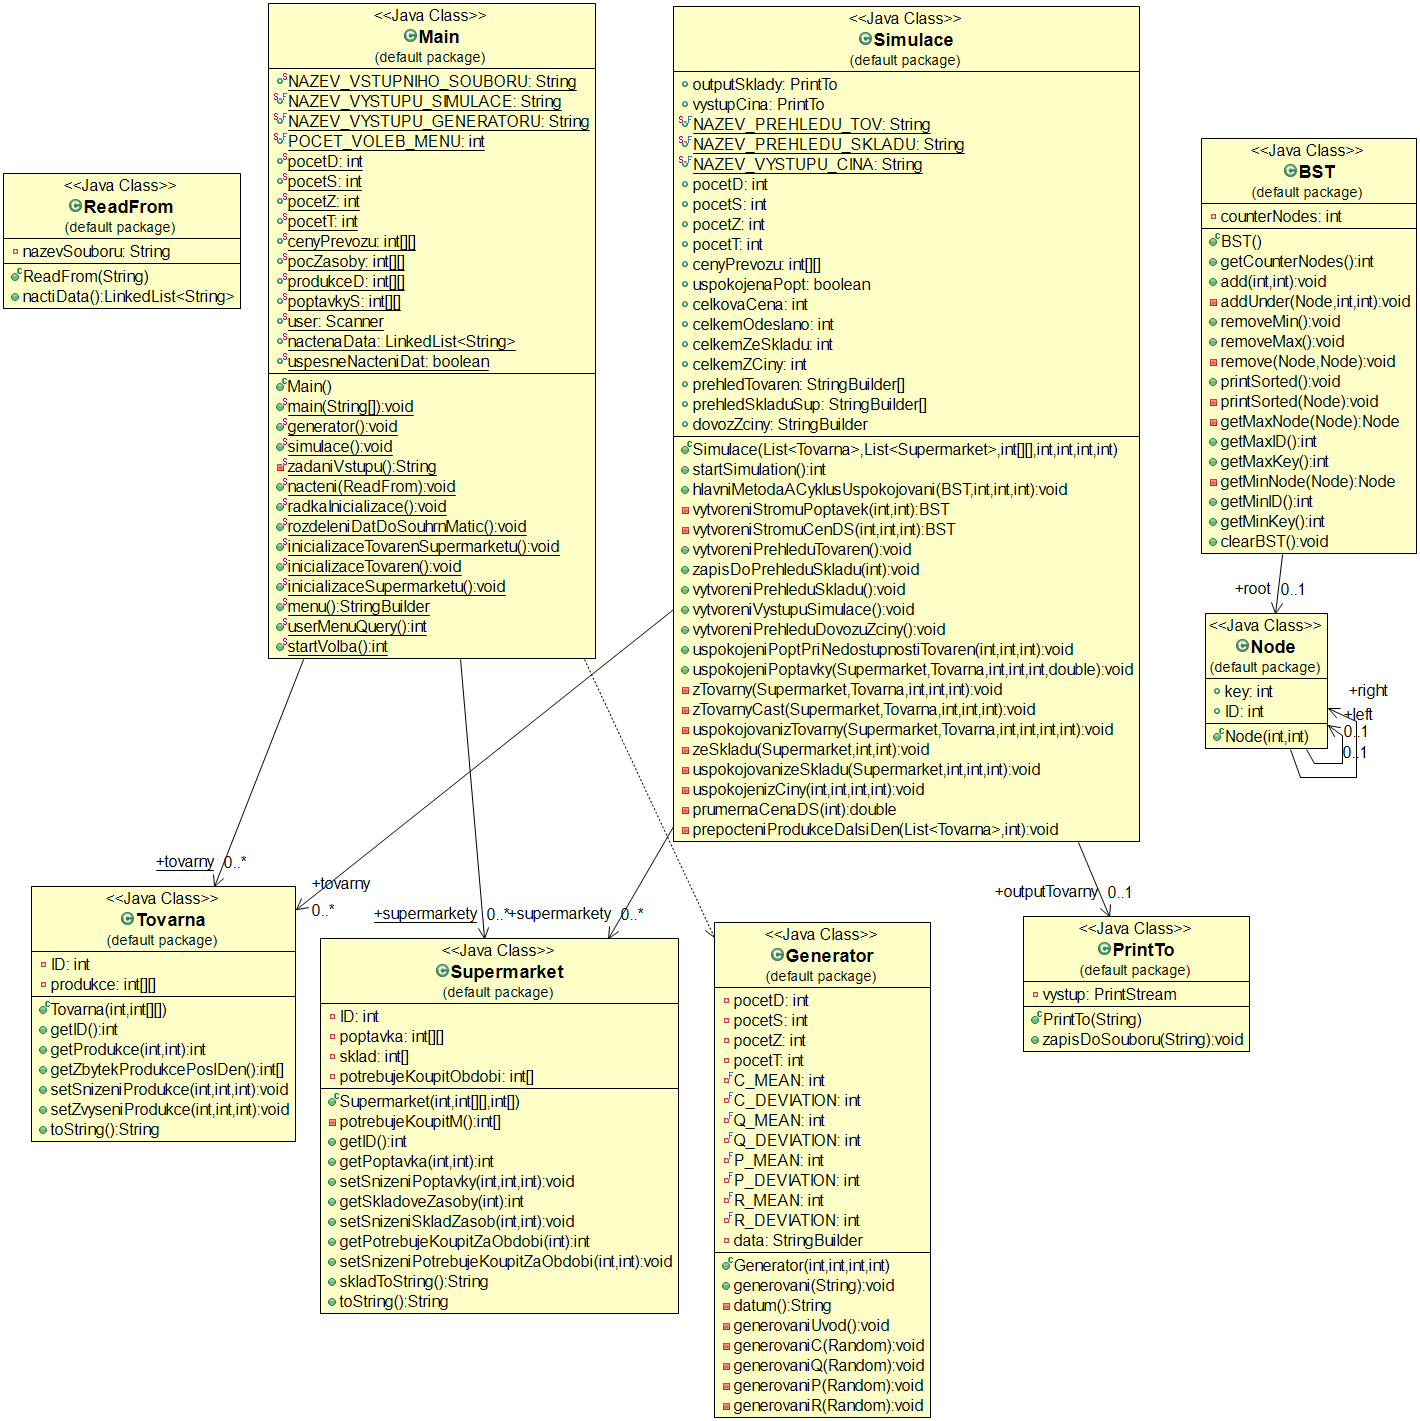 <<Java Class>>
Main
(default package)
NAZEV_VSTUPNIHO_SOUBORU: String
NAZEV_VYSTUPU_SIMULACE: String
NAZEV_VYSTUPU_GENERATORU: String
POCET_VOLEB_MENU: int
pocetD: int
pocetS: int
pocetZ: int
pocetT: int
cenyPrevozu: int[][]
pocZasoby: int[][]
produkceD: int[][]
poptavkyS: int[][]
user: Scanner
nactenaData: LinkedList<String>
uspesneNacteniDat: boolean
Main()
main(String[]):void
generator():void
simulace():void
zadaniVstupu():String
nacteni(ReadFrom):void
radkaInicializace():void
rozdeleniDatDoSouhrnMatic():void
inicializaceTovarenSupermarketu():void
inicializaceTovaren():void
inicializaceSupermarketu():void
menu():StringBuilder
userMenuQuery():int
startVolba():int
<<Java Class>>
Simulace
(default package)
outputSklady: PrintTo
vystupCina: PrintTo
NAZEV_PREHLEDU_TOV: String
NAZEV_PREHLEDU_SKLADU: String
NAZEV_VYSTUPU_CINA: String
pocetD: int
pocetS: int
pocetZ: int
pocetT: int
cenyPrevozu: int[][]
uspokojenaPopt: boolean
celkovaCena: int
celkemOdeslano: int
celkemZeSkladu: int
celkemZCiny: int
prehledTovaren: StringBuilder[]
prehledSkladuSup: StringBuilder[]
dovozZciny: StringBuilder
Simulace(List<Tovarna>,List<Supermarket>,int[][],int,int,int,int)
startSimulation():int
hlavniMetodaACyklusUspokojovani(BST,int,int,int):void
vytvoreniStromuPoptavek(int,int):BST
vytvoreniStromuCenDS(int,int,int):BST
vytvoreniPrehleduTovaren():void
zapisDoPrehleduSkladu(int):void
vytvoreniPrehleduSkladu():void
vytvoreniVystupuSimulace():void
vytvoreniPrehleduDovozuZciny():void
uspokojeniPoptPriNedostupnostiTovaren(int,int,int):void
uspokojeniPoptavky(Supermarket,Tovarna,int,int,int,double):void
zTovarny(Supermarket,Tovarna,int,int,int):void
zTovarnyCast(Supermarket,Tovarna,int,int,int):void
uspokojovanizTovarny(Supermarket,Tovarna,int,int,int,int):void
zeSkladu(Supermarket,int,int):void
uspokojovanizeSkladu(Supermarket,int,int,int):void
uspokojenizCiny(int,int,int,int):void
prumernaCenaDS(int):double
prepocteniProdukceDalsiDen(List<Tovarna>,int):void
<<Java Class>>
ReadFrom
(default package)
nazevSouboru: String
ReadFrom(String)
nactiData():LinkedList<String>
<<Java Class>>
BST
(default package)
counterNodes: int
BST()
getCounterNodes():int
add(int,int):void
addUnder(Node,int,int):void
removeMin():void
removeMax():void
remove(Node,Node):void
printSorted():void
printSorted(Node):void
getMaxNode(Node):Node
getMaxID():int
getMaxKey():int
getMinNode(Node):Node
getMinID():int
getMinKey():int
clearBST():void
+root 0..1
<<Java Class>>
Node
(default package)
key: int
ID: int
Node(int,int)
+right
+left
0..1
0..1
+tovarny 0..*
+tovarny
0..*
+supermarkety 0..*
+supermarkety 0..*
+outputTovarny 0..1
<<Java Class>>
Tovarna
(default package)
ID: int
produkce: int[][]
Tovarna(int,int[][])
getID():int
getProdukce(int,int):int
getZbytekProdukcePoslDen():int[]
setSnizeniProdukce(int,int,int):void
setZvyseniProdukce(int,int,int):void
toString():String
<<Java Class>>
Supermarket
(default package)
ID: int
poptavka: int[][]
sklad: int[]
potrebujeKoupitObdobi: int[]
Supermarket(int,int[][],int[])
potrebujeKoupitM():int[]
getID():int
getPoptavka(int,int):int
setSnizeniPoptavky(int,int,int):void
getSkladoveZasoby(int):int
setSnizeniSkladZasob(int,int):void
getPotrebujeKoupitZaObdobi(int):int
setSnizeniPotrebujeKoupitZaObdobi(int,int):void
skladToString():String
toString():String
<<Java Class>>
Generator
(default package)
pocetD: int
pocetS: int
pocetZ: int
pocetT: int
C_MEAN: int
C_DEVIATION: int
Q_MEAN: int
Q_DEVIATION: int
P_MEAN: int
P_DEVIATION: int
R_MEAN: int
R_DEVIATION: int
data: StringBuilder
Generator(int,int,int,int)
generovani(String):void
datum():String
generovaniUvod():void
generovaniC(Random):void
generovaniQ(Random):void
generovaniP(Random):void
generovaniR(Random):void
<<Java Class>>
PrintTo
(default package)
vystup: PrintStream
PrintTo(String)
zapisDoSouboru(String):void